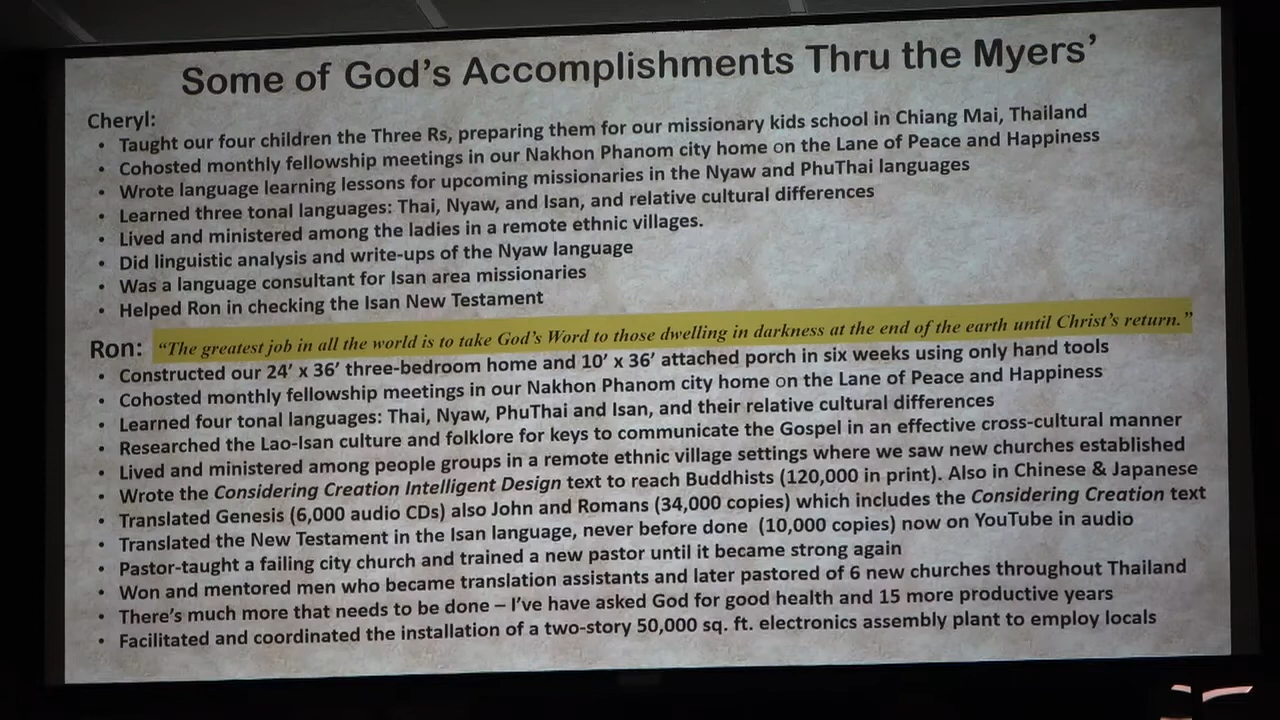 Some of God's Accomplishments Thru the Myers'
Cheryl:
• Taught our four children the Three Rs, preparing them for our missionary kids school in Chiang Mai, Thailand
• Cohosted monthly fellowship meetings in our Nakhon Phanom city home on the Lane of Peace and Happiness
• Wrote language learning lessons for upcoming missionaries in the Nyaw and PhuThai languages
• Learned three tonal languages: Thai, Nyaw, and Isan, and relative cultural differences
• Lived and ministered among the ladies in a remote ethnic villages.
• Did linguistic analysis and write-ups of the Nyaw language
• Was a language consultant for Isan area missionaries
• Helped Ron in checking the Isan New Testament
Ron: “The greatest job in all the world is to take God's Word to those dwelling in darkness at the end of the earth until Christ's return.”
• Constructed our 24′ x 36′ three-bedroom home and 10′ x 36′ attached porch in six weeks using only hand tools
• Cohosted monthly fellowship meetings in our Nakhon Phanom city home on the Lane of Peace and Happiness
• Learned four tonal languages: Thai, Nyaw, PhuThai and Isan, and their relative cultural differences
• Researched the Lao-Isan culture and folklore for keys to communicate the Gospel in an effective cross-cultural manner
• Lived and ministered among people groups in a remote ethnic village settings where we saw new churches established
• Wrote the Considering Creation Intelligent Design text to reach Buddhists (120,000 in print). Also in Chinese & Japanese
• Translated Genesis (6,000 audio CDs) also John and Romans (34,000 copies) which includes the Considering Creation text
• Translated the New Testament in the Isan language, never before done (10,000 copies) now on YouTube in audio
• Pastor-taught a failing city church and trained a new pastor until it became strong again
• Won and mentored men who became translation assistants and later pastored of 6 new churches throughout Thailand
• There's much more that needs to be done – I've have asked God for good health and 15 more productive years
• Facilitated and coordinated the installation of a two-story 50,000 sq. ft. electronics assembly plant to employ locals